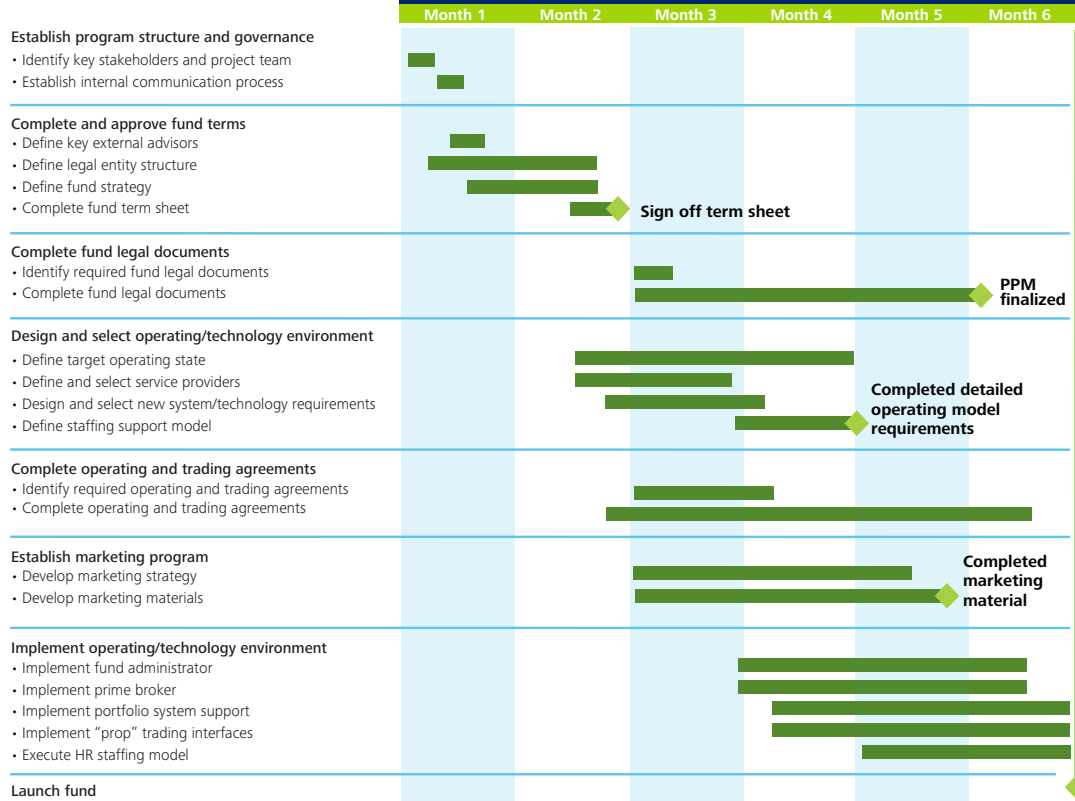 Month 1 Month 2 Month 3 Month 4 Month 5 Month 6
Establish program structure and governance
• Identify key stakeholders and project team
• Establish internal communication process
Complete and approve fund terms
• Define key external advisors
• Define legal entity structure
• Define fund strategy
• Complete fund term sheet
Sign off term sheet
Complete fund legal documents
• Identify required fund legal documents
• Complete fund legal documents
PPM
finalized
Design and select operating/technology environment
• Define target operating state
• Define and select service providers
• Design and select new system/technology requirements
• Define staffing support model
Completed detailed
operating model
requirements
Complete operating and trading agreements
• Identify required operating and trading agreements
• Complete operating and trading agreements
Establish marketing program
• Develop marketing strategy
• Develop marketing materials
Completed
marketing
material
Implement operating/technology environment
• Implement fund administrator
• Implement prime broker
• Implement portfolio system support
• Implement “prop” trading interfaces
• Execute HR staffing model
Launch fund